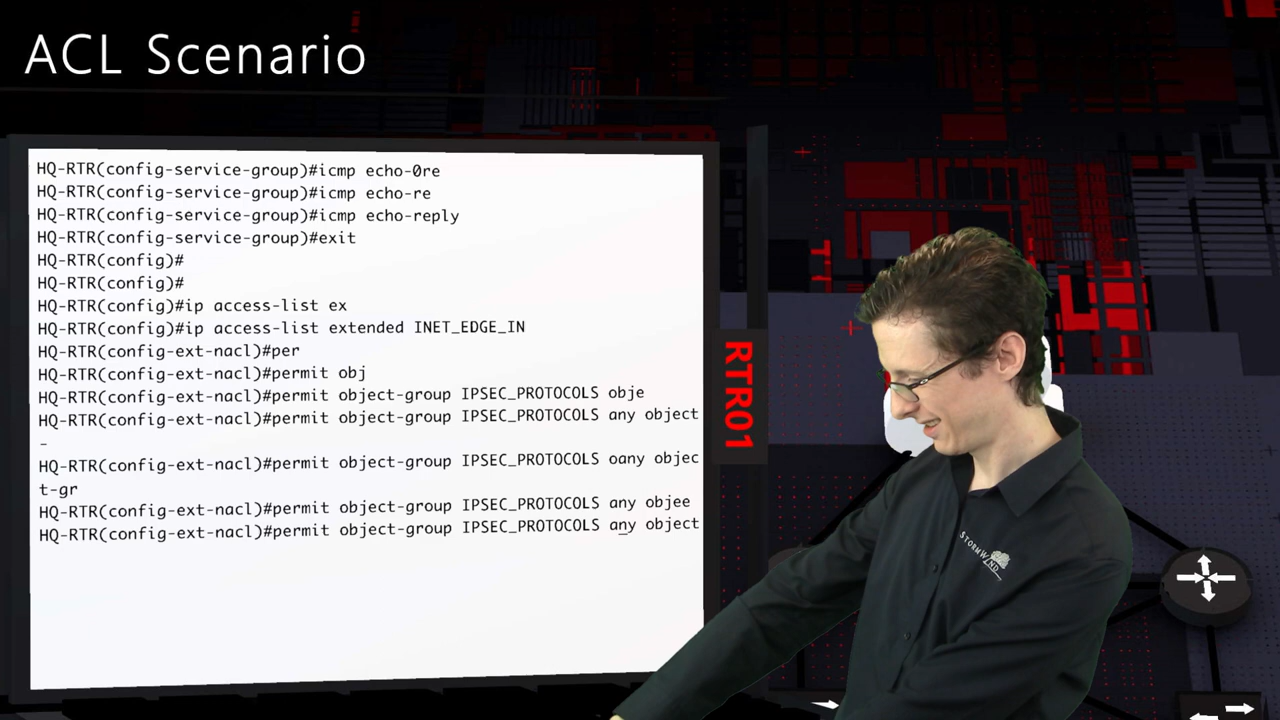 ACL Scenario
HQ-RTR(config-service-group)#icmp echo-0re
HQ-RTR(config-service-group)#icmp echo-re
HQ-RTR(config-service-group)#icmp echo-reply
HQ-RTR(config-service-group)#exit
HQ-RTR(config)#
HQ-RTR(config)#
HQ-RTR(config)#ip access-list ex
HQ-RTR(config)#ip access-list extended INET_EDGE_IN
HQ-RTR(config-ext-nacl)#per
HQ-RTR(config-ext-nacl)#permit obj
HQ-RTR(config-ext-nacl)#permit object-group IPSEC_PROTOCOLS obje
HQ-RTR(config-ext-nacl)#permit object-group IPSEC_PROTOCOLS any object
-
HQ-RTR(config-ext-nacl)#permit object-group IPSEC_PROTOCOLS oany objec
t-gr
HQ-RTR(config-ext-nacl)#permit object-group IPSEC_PROTOCOLS any objee
HQ-RTR(config-ext-nacl)#permit object-group IPSEC_PROTOCOLS any object
RTR01
STORMWIND